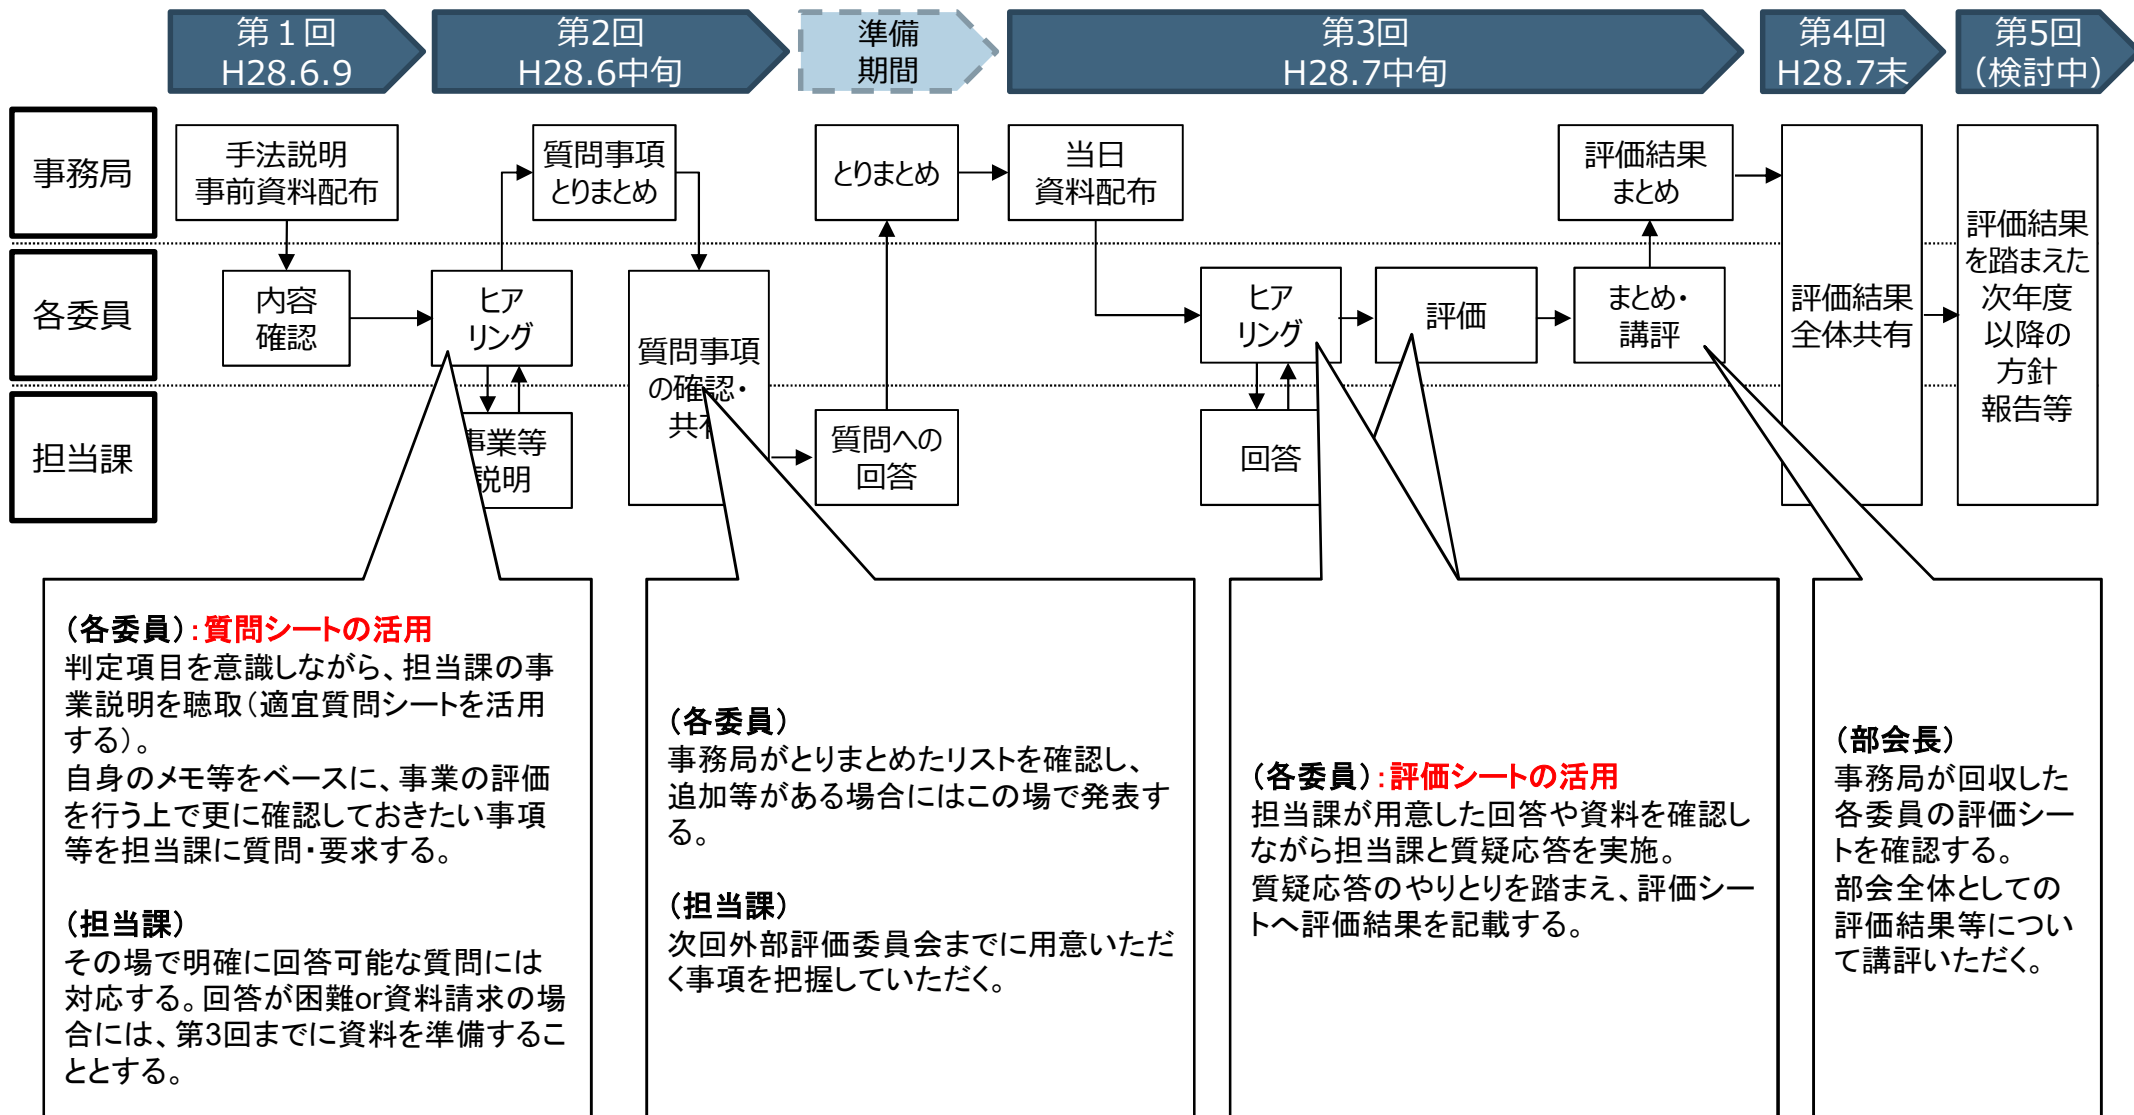 第１回
H28.6.9
第2回
H28.6中旬
準備
期間
第3回
H28.7中旬
第4回
H28.7末
第5回
（検討中）
事務局
手法説明
事前資料配布
質問事項
とりまとめ
とりまとめ
当日
資料配布
評価結果
まとめ
各委員
内容
確認
ヒア
リング
質問事項
の確認・
ヒア
リング
評価
まとめ・
講評
評価結果
全体共有
評価結果
を踏まえた
次年度
以降の
方針
報告等
担当課
事業等
説明
質問への
回答
回答
（各委員）：質問シートの活用
判定項目を意識しながら、担当課の事
業説明を聴取（適宜質問シートを活用
する）。
自身のメモ等をベースに、事業の評価
を行う上で更に確認しておきたい事項
等を担当課に質問・要求する。
（担当課）
その場で明確に回答可能な質問には
対応する。回答が困難or資料請求の場
合には、第3回までに資料を準備するこ
ととする。
（各委員）
事務局がとりまとめたリストを確認し、
追加等がある場合にはこの場で発表す
る。
（担当課）
次回外部評価委員会までに用意いただ
く事項を把握していただく。
（各委員）：評価シートの活用
担当課が用意した回答や資料を確認し
ながら担当課と質疑応答を実施。
質疑応答のやりとりを踏まえ、評価シー
トへ評価結果を記載する。
（部会長）
事務局が回収した
各委員の評価シー
トを確認する。
部会全体としての
評価結果等につい
て講評いただく。